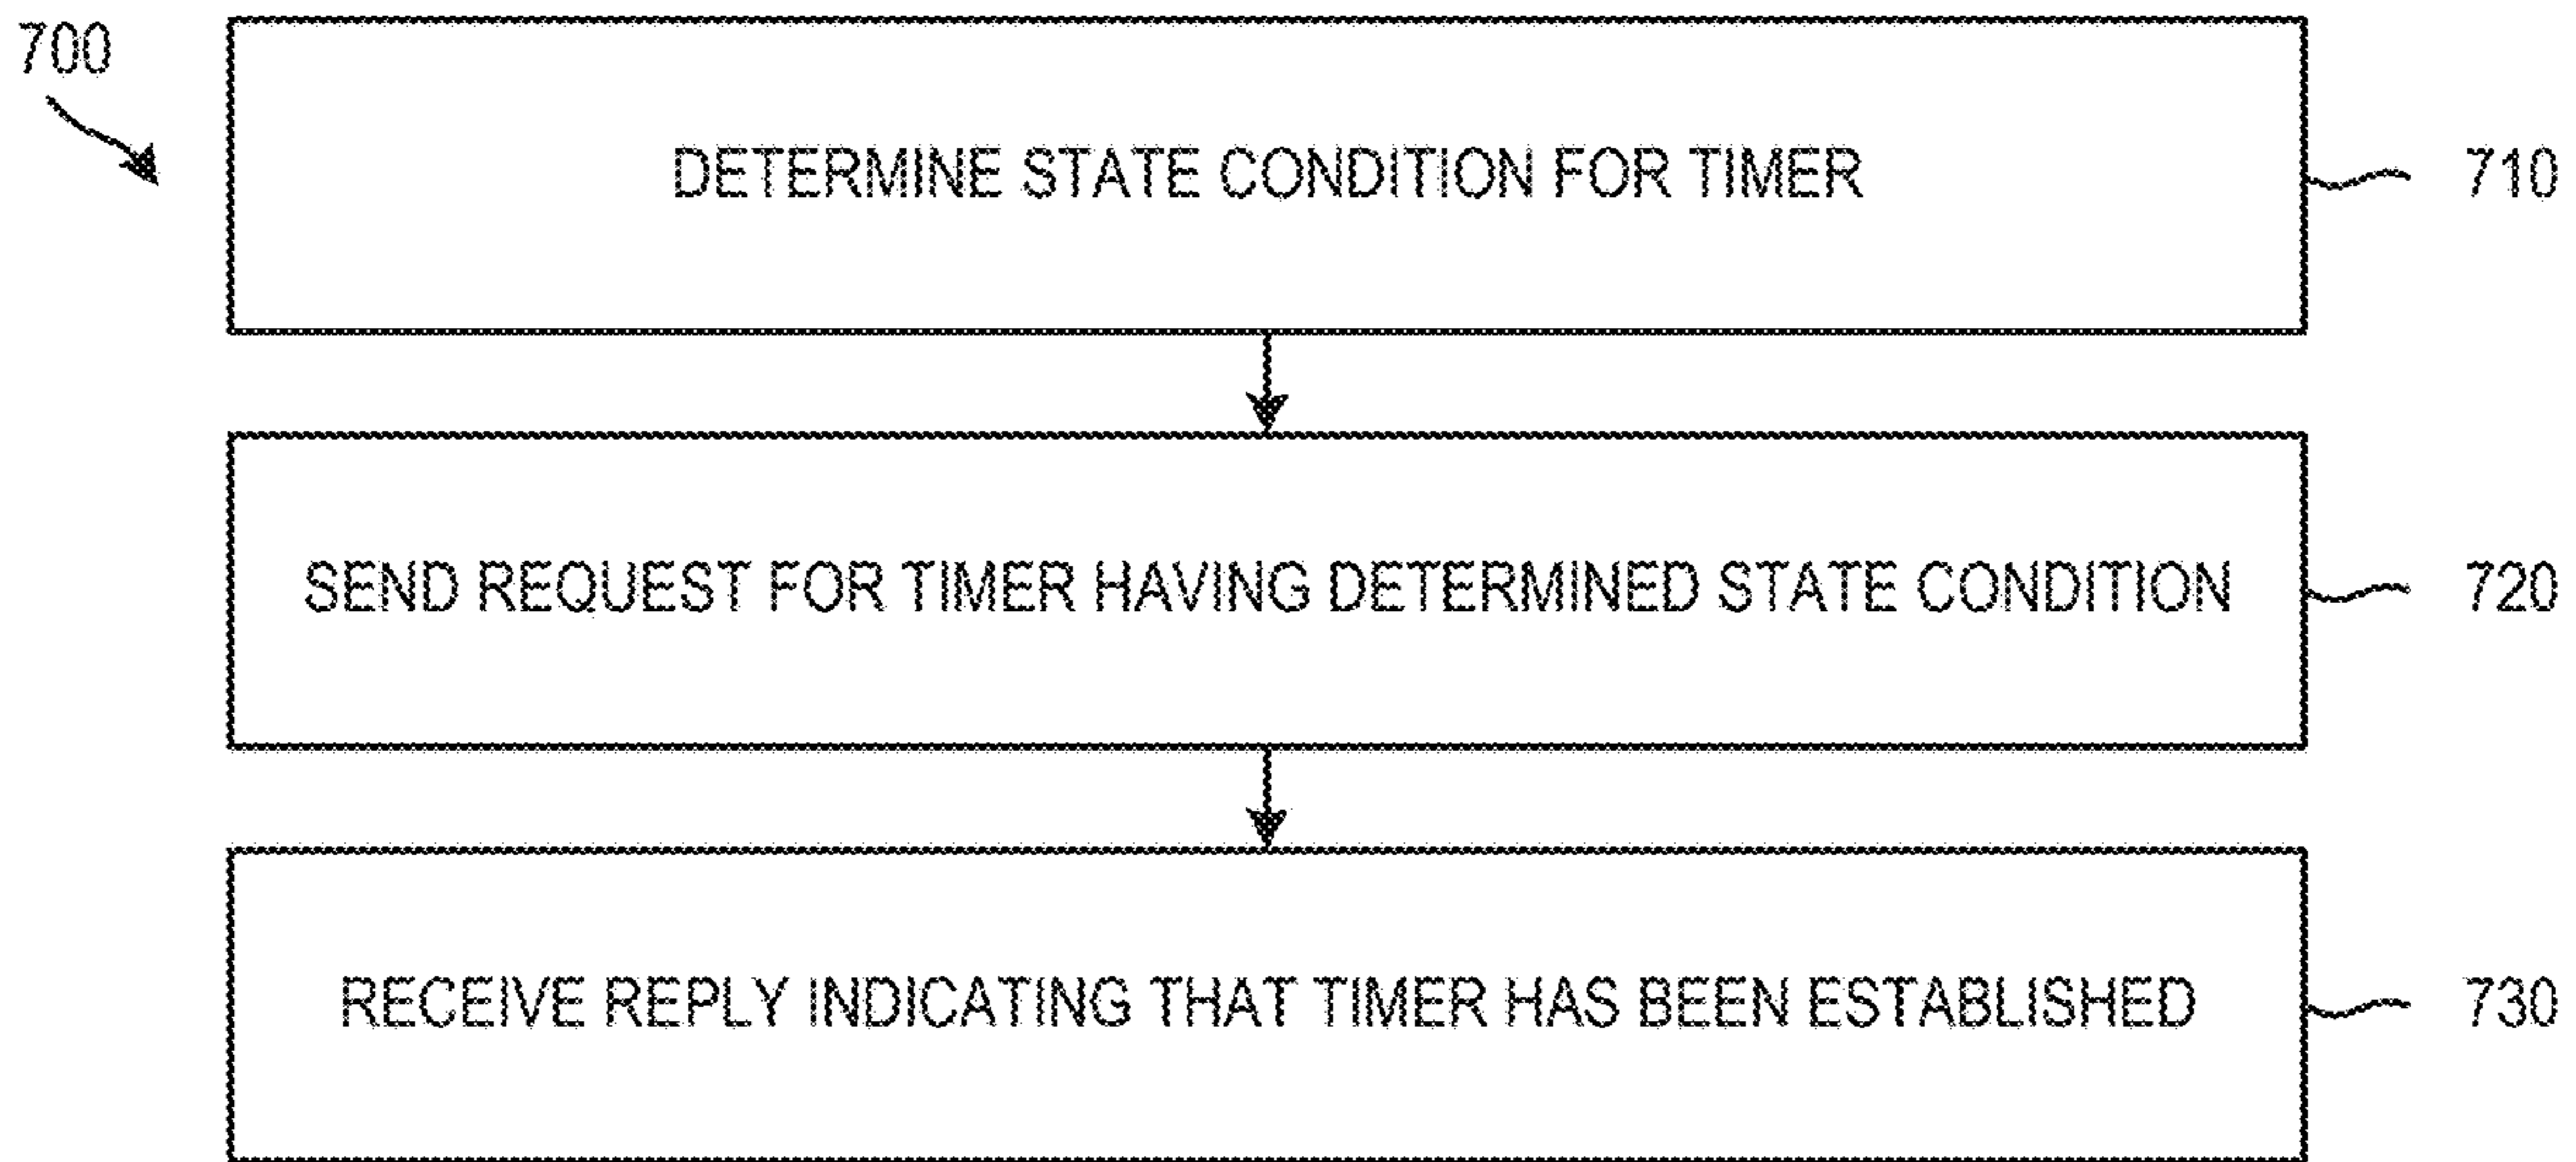 700
DETERMINE STATE CONDITION FOR TIMER
710
SEND REQUEST FOR TIMER HAVING DETERMINED STATE CONDITION
720
RECEIVE REPLY INDICATING THAT TIMER HAS BEEN ESTABLISHED
730